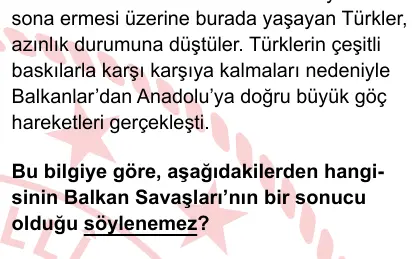 sona ermesi üzerine burada yaşayan Türkler,
azınlık durumuna düştüler. Türklerin çeşitli
baskılarla karşı karşıya kalmaları nedeniyle
Balkanlar’dan Anadolu’ya doğru büyük göç
hareketleri gerçekleşti.
Bu bilgiye göre, aşağıdakilerden hangi-
sinin Balkan Savaşları’nın bir sonucu
olduğu söylenemez?